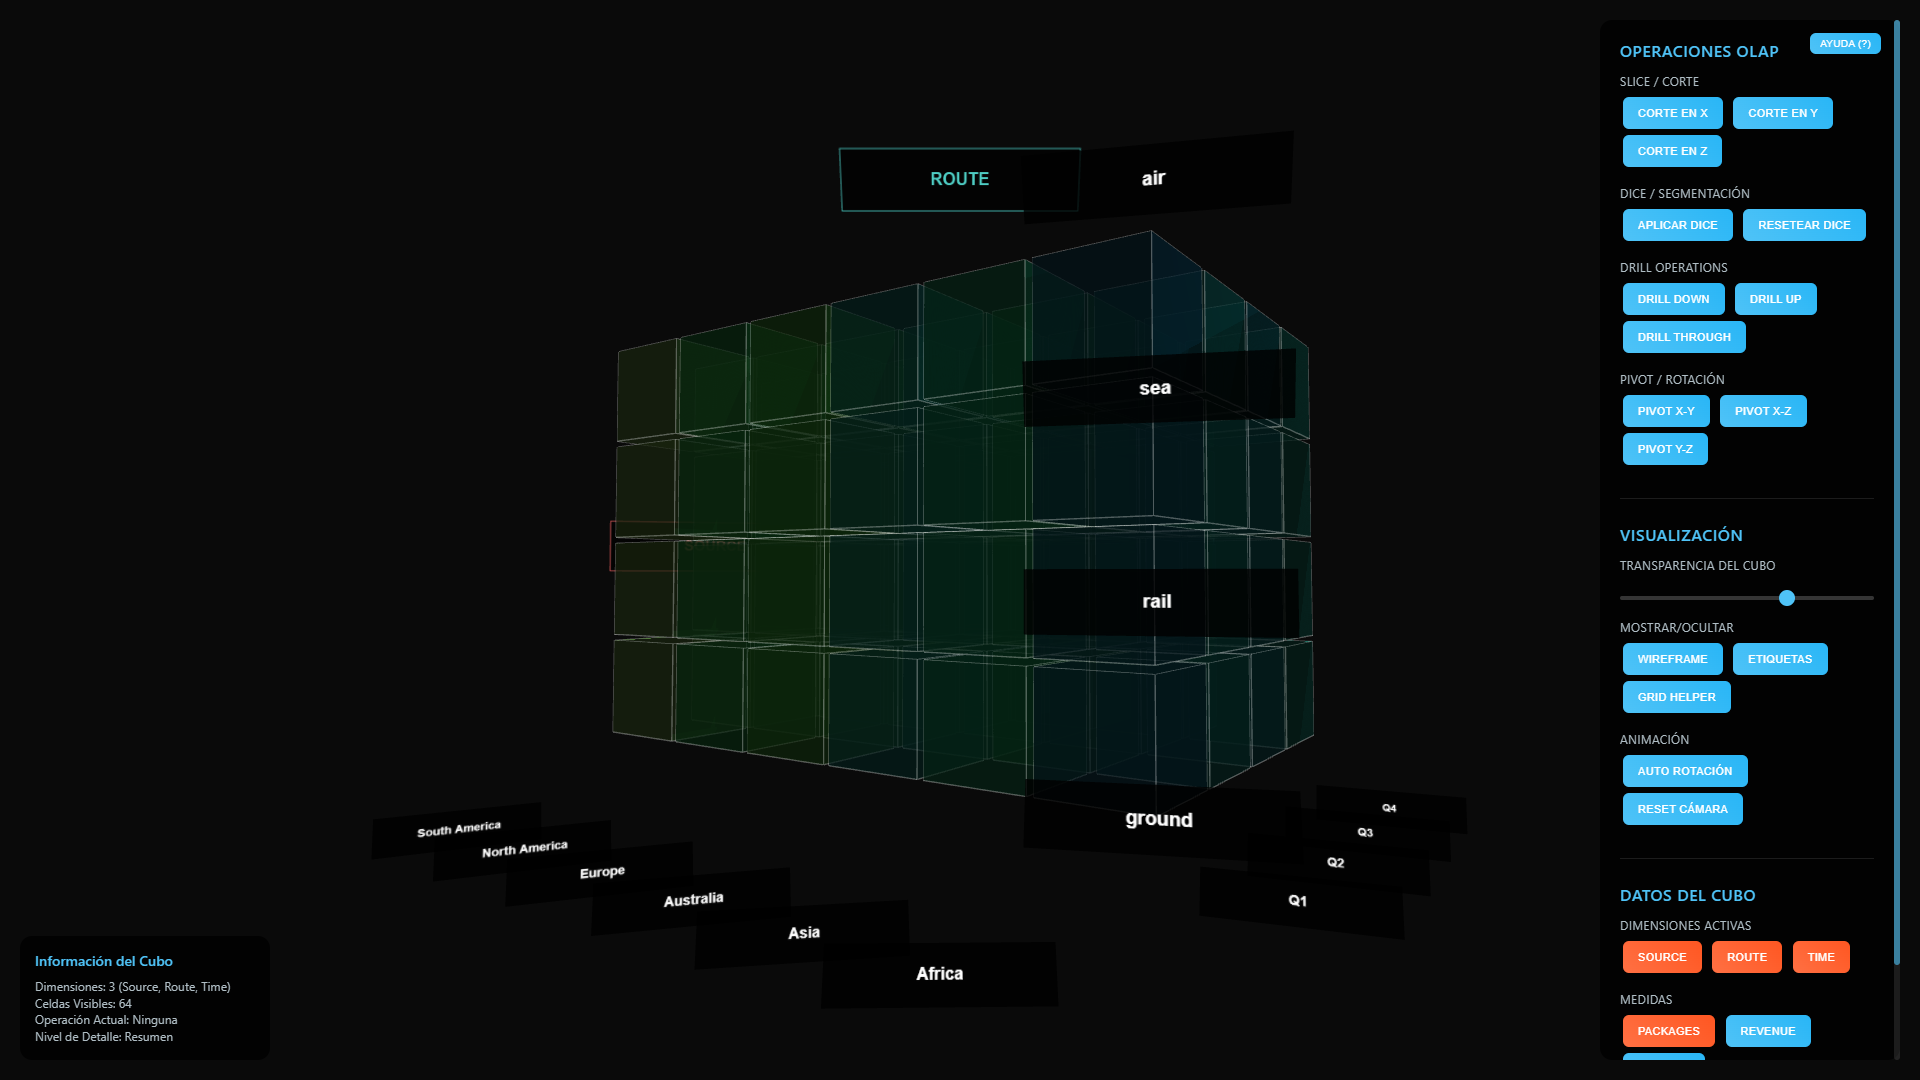 ROUTE
air
sea
rail
ground
South America
North America
Europe
Australia
Asia
Africa
Q4
Q3
Q2
Q1
Información del Cubo
Dimensiones: 3 (Source, Route, Time)
Celdas Visibles: 64
Operación Actual: Ninguna
Nivel de Detalle: Resumen
OPERACIONES OLAP
AYUDA (?)
SLICE / CORTE
CORTE EN X CORTE EN Y
CORTE EN Z
DICE / SEGMENTACIÓN
APLICAR DICE RESETEAR DICE
DRILL OPERATIONS
DRILL DOWN DRILL UP
DRILL THROUGH
PIVOT / ROTACIÓN
PIVOT X-Y PIVOT X-Z
PIVOT Y-Z
VISUALIZACIÓN
TRANSPARENCIA DEL CUBO
MOSTRAR/OCULTAR
WIREFRAME ETIQUETAS
GRID HELPER
ANIMACIÓN
AUTO ROTACIÓN
RESET CÁMARA
DATOS DEL CUBO
DIMENSIONES ACTIVAS
SOURCE ROUTE TIME
MEDIDAS
PACKAGES REVENUE